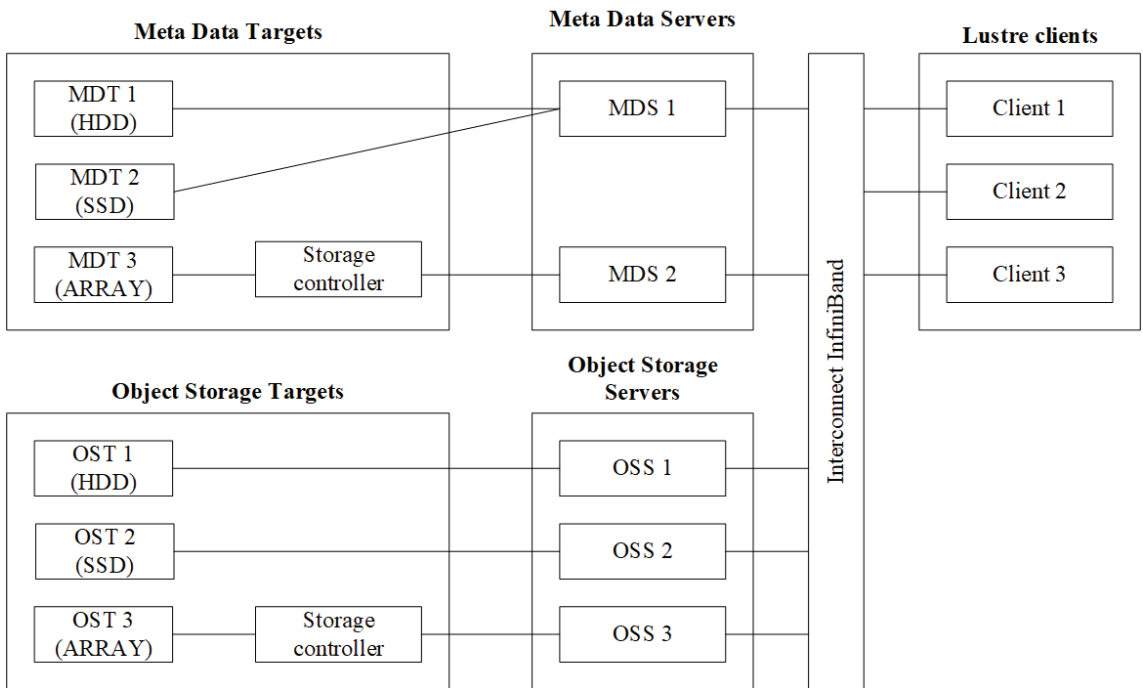 Meta Data Targets
MDT 1
(HDD)
MDT 2
(SSD)
MDT 3
(ARRAY)
Storage
controller
Meta Data Servers
MDS 1
MDS 2
Interconnect InfiniBand
Lustre clients
Client 1
Client 2
Client 3
Object Storage Targets
OST 1
(HDD)
OST 2
(SSD)
OST 3
(ARRAY)
Storage
controller
Object Storage
Servers
OSS 1
OSS 2
OSS 3